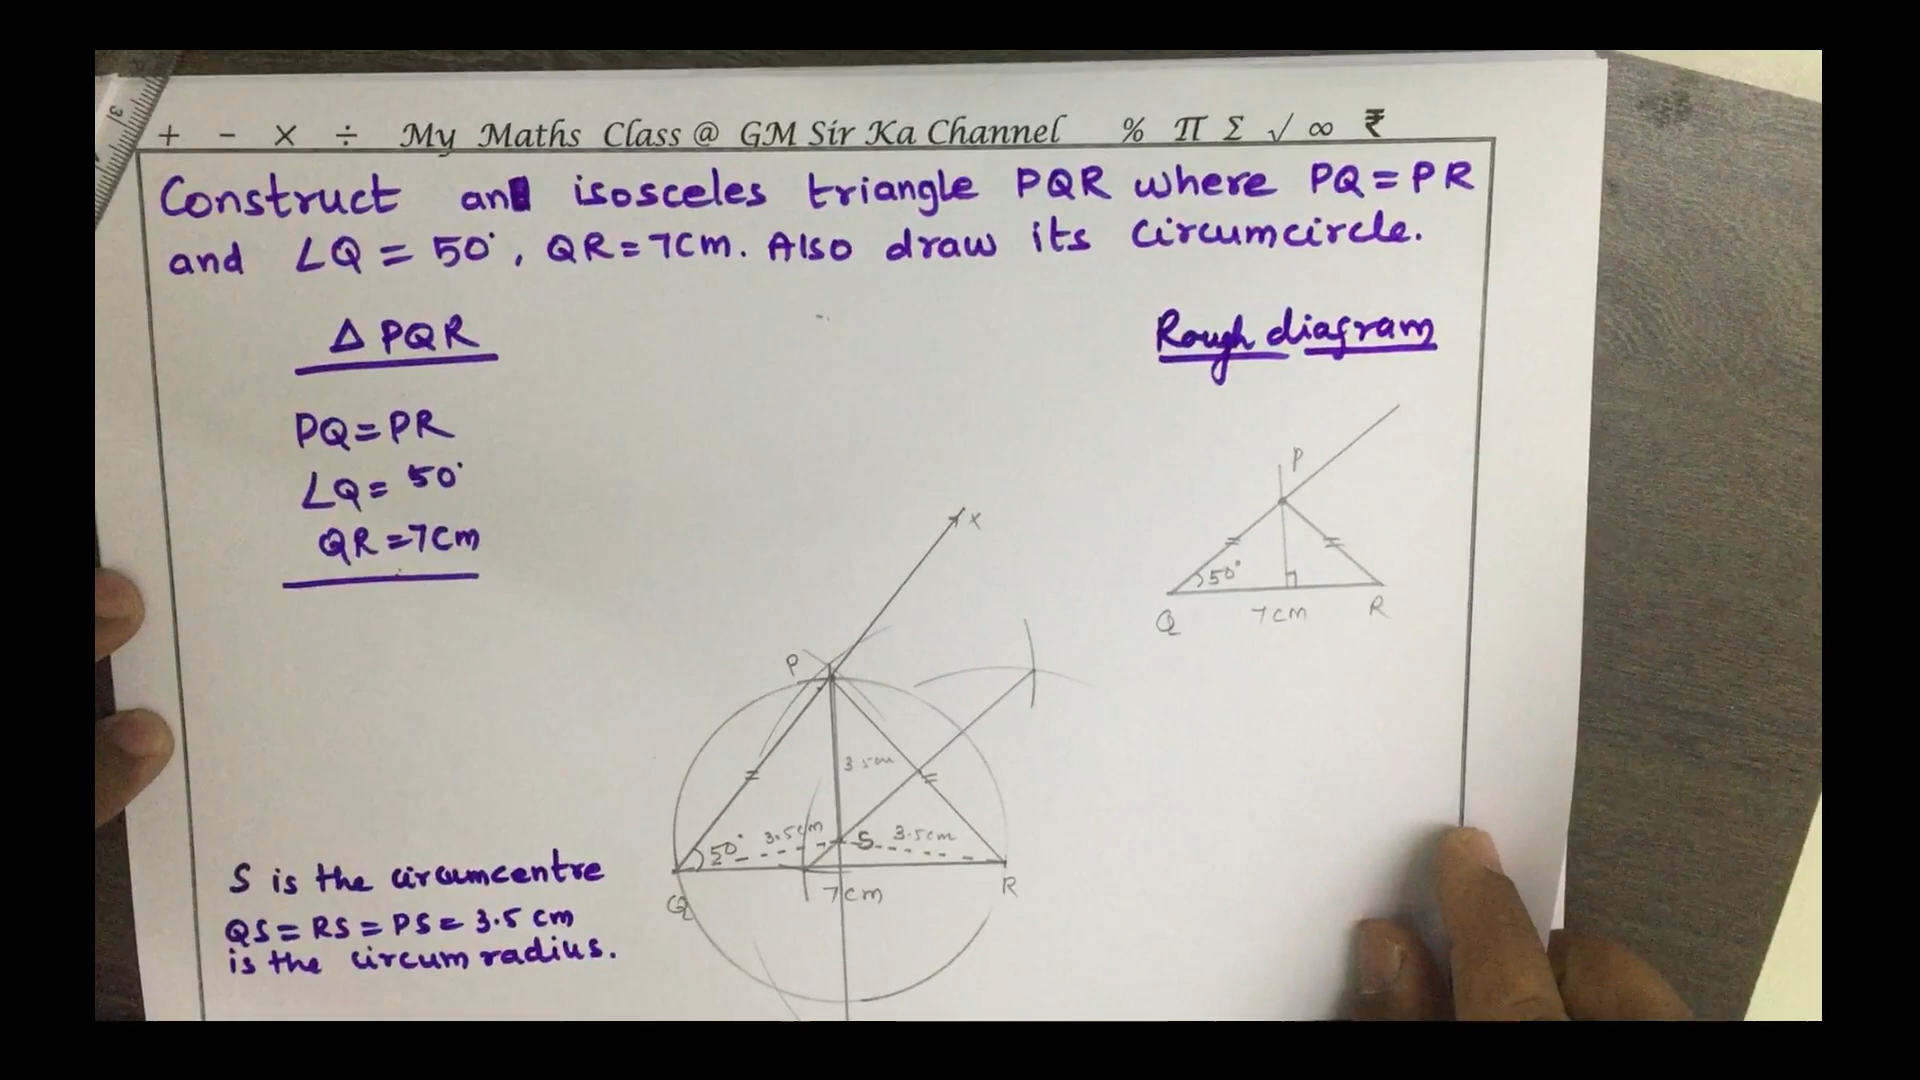 + - × ÷ My Maths Class @ GM Sir Ka Channel % Π Σ √ ∞ ₹
Construct an isosceles triangle PQR where PQ = PR
and ∠Q = 50°, QR = 7cm. Also draw its circumcircle.
Δ PQR
Rough diagram
PQ = PR
∠Q = 50°
QR = 7cm
P
50°
Q
7cm
R
X
P
3.5cm
50°
3.5cm
S
3.5cm
Q
7cm
R
S is the circumcentre
QS = RS = PS = 3.5 cm
is the circum radius.
3